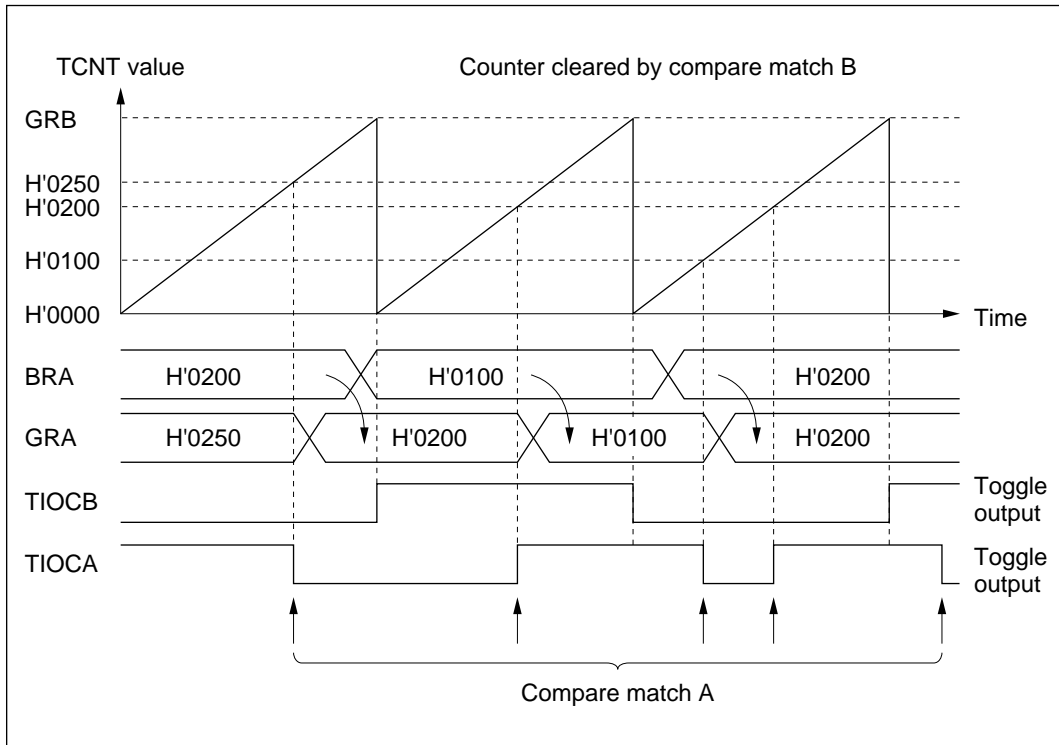 TCNT value
Counter cleared by compare match B
GRB
H'0250
H'0200
H'0100
H'0000
Time
BRA
H'0200
H'0100
H'0200
GRA
H'0250
H'0200
H'0100
H'0200
TIOCB
Toggle
output
TIOCA
Toggle
output
Compare match A